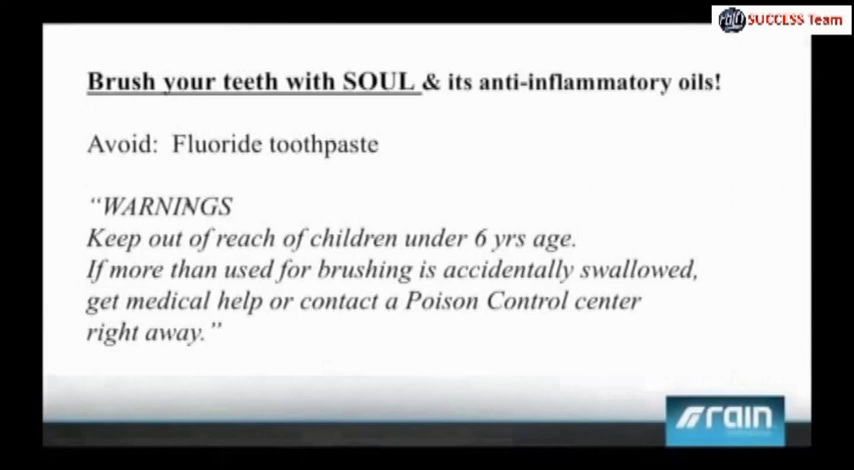 SUCCESS Team
Brush your teeth with SOUL & its anti-inflammatory oils!
Avoid: Fluoride toothpaste
“WARNINGS
Keep out of reach of children under 6 yrs age.
If more than used for brushing is accidentally swallowed,
get medical help or contact a Poison Control center
right away.”
rain